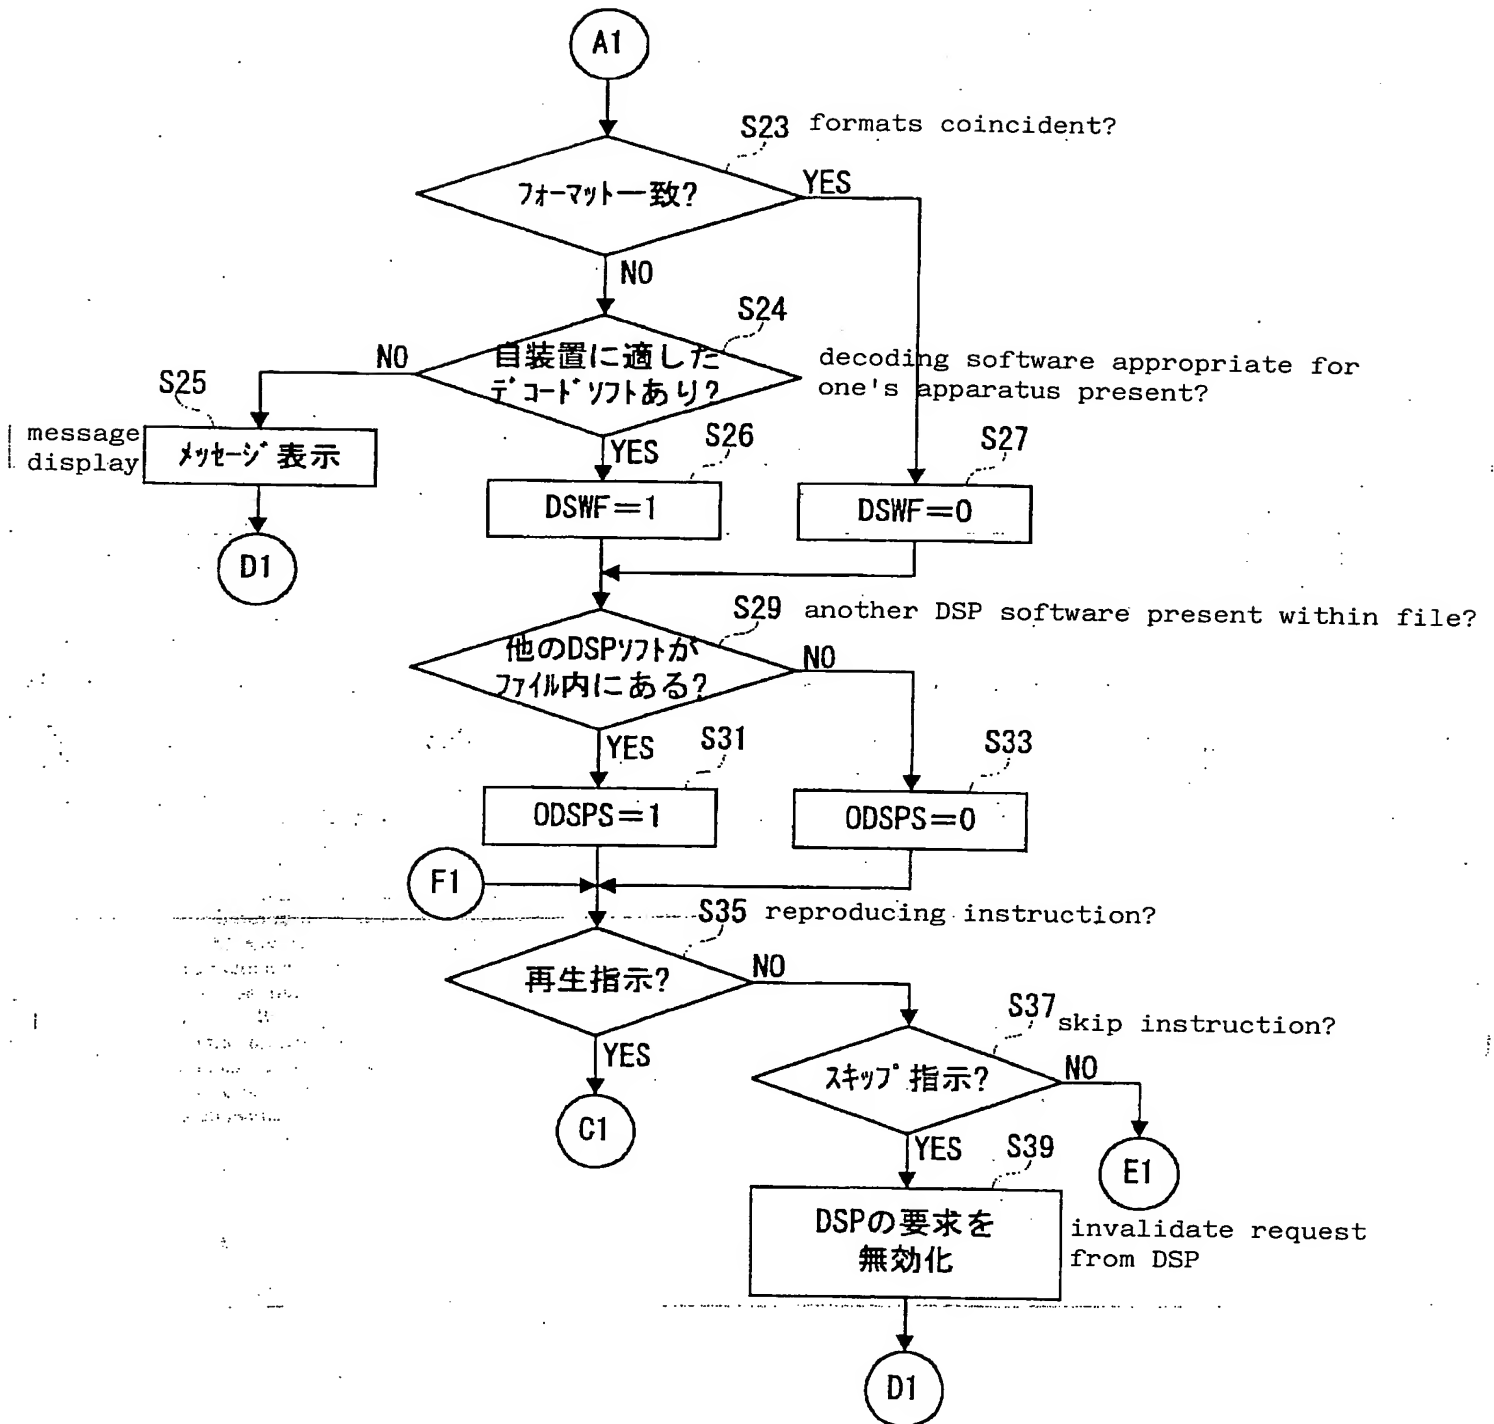 A1
S23 formats coincident?
フォーマット一致?
YES
NO
S24
自装置に適した
デコードソフトあり?
NO
decoding software appropriate for
one's apparatus present?
S25
message
display
メッセージ表示
YES
S26
S27
DSWF=1
DSWF=0
D1
S29 another DSP software present within file?
他のDSPソフトが
ファイル内にある?
NO
YES
S31
S33
ODSPS=1
ODSPS=0
F1
S35 reproducing instruction?
再生指示?
NO
S37 skip instruction?
YES
スキップ指示?
NO
C1
YES
S39
E1
DSPの要求を
無効化
invalidate request
from DSP
D1